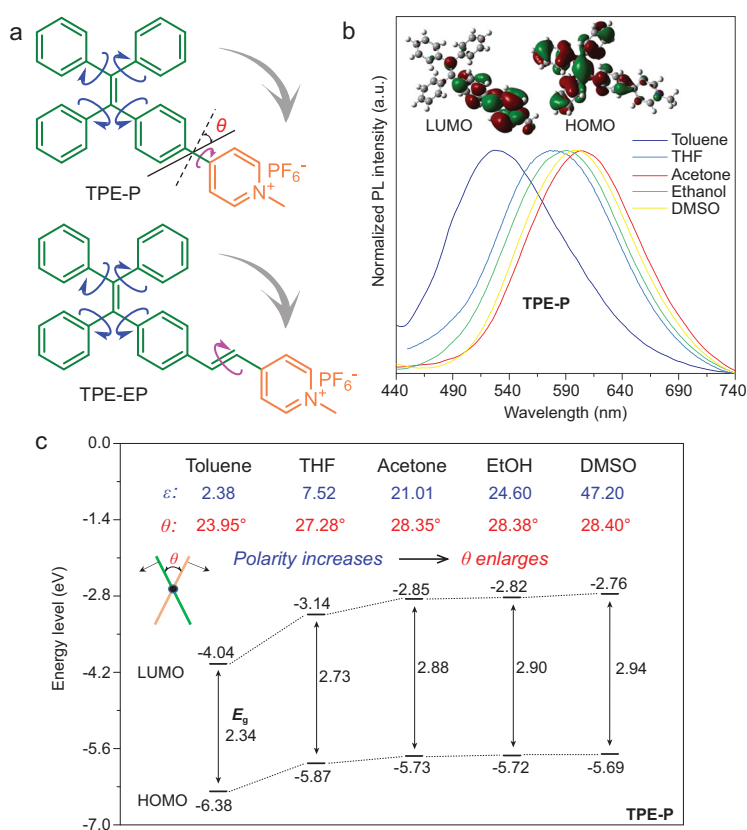 a
θ
PF6-
N+
TPE-P
PF6-
N+
TPE-EP
b
LUMO
HOMO
Toluene
THF
Acetone
Ethanol
DMSO
Normalized PL intensity (a.u.)
TPE-P
440 490 540 590 640 690 740
Wavelength (nm)
c
Energy level (eV)
0.0
-1.4
-2.8
-4.2
-5.6
-7.0
Toluene THF Acetone EtOH DMSO
ε: 2.38 7.52 21.01 24.60 47.20
θ: 23.95° 27.28° 28.35° 28.38° 28.40°
Polarity increases θ enlarges
θ
-4.04 -3.14 -2.85 -2.82 -2.76
LUMO
Eg
2.34 2.73 2.88 2.90 2.94
HOMO
-6.38 -5.87 -5.73 -5.72 -5.69
TPE-P